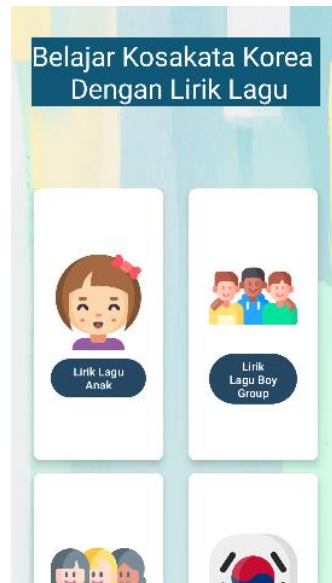 Belajar Kosakata Korea
Dengan Lirik Lagu
Lirik Lagu
Anak
Lirik
Lagu Boy
Group